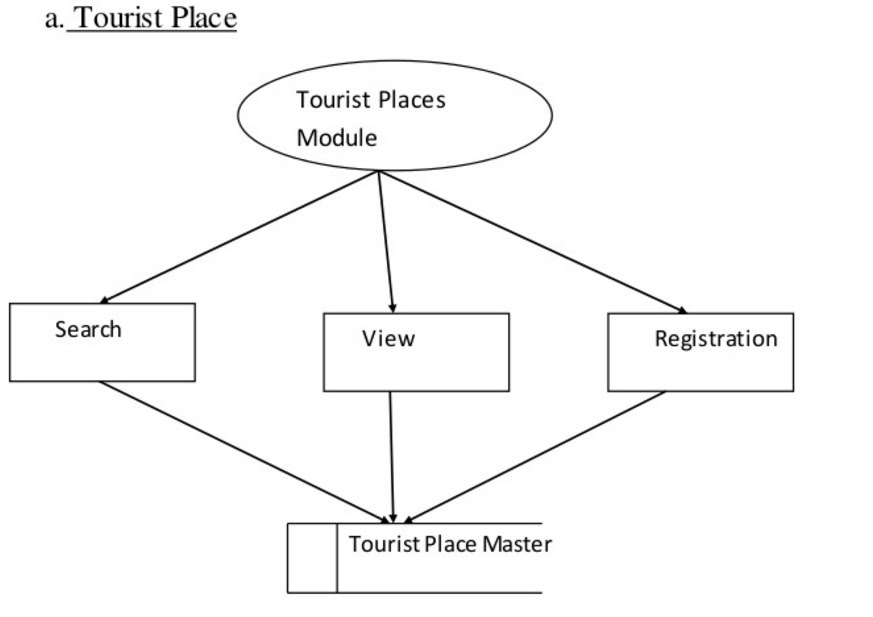 a. Tourist Place
Tourist Places
Module
Search
View
Registration
Tourist Place Master